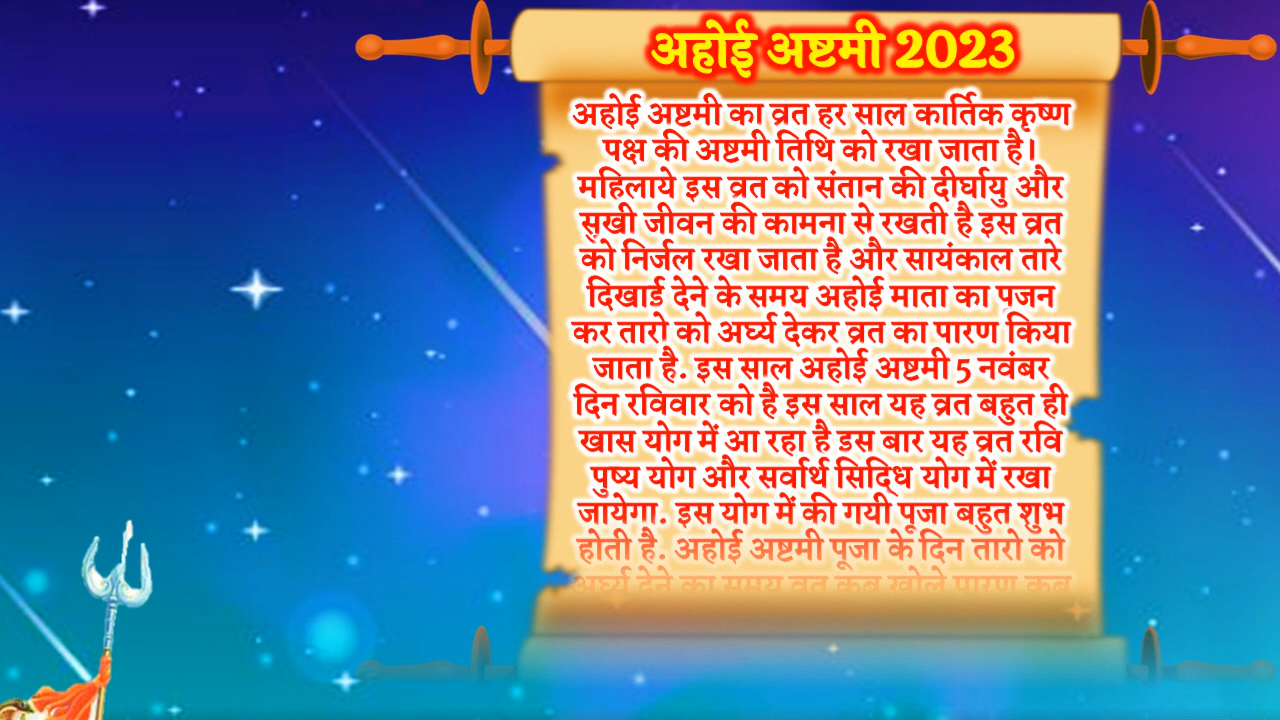 अहोई अष्टमी 2023
अहोई अष्टमी का व्रत हर साल कार्तिक कृष्ण
पक्ष की अष्टमी तिथि को रखा जाता है।
महिलाये इस व्रत को संतान की दीर्घायु और
सुखी जीवन की कामना से रखती है इस व्रत
को निर्जल रखा जाता है और सायंकाल तारे
दिखाई देने के समय अहोई माता का पूजन
कर तारो को अर्घ्य देकर व्रत का पारण किया
जाता है. इस साल अहोई अष्टमी 5 नवंबर
दिन रविवार को है इस साल यह व्रत बहुत ही
खास योग में आ रहा है इस बार यह व्रत रवि
पुष्य योग और सर्वार्थ सिद्धि योग में रखा
जायेगा. इस योग में की गयी पूजा बहुत शुभ
होती है. अहोई अष्टमी पूजा के दिन तारो को
अर्घ्य देने का समय व्रत कब खोले पारण कब